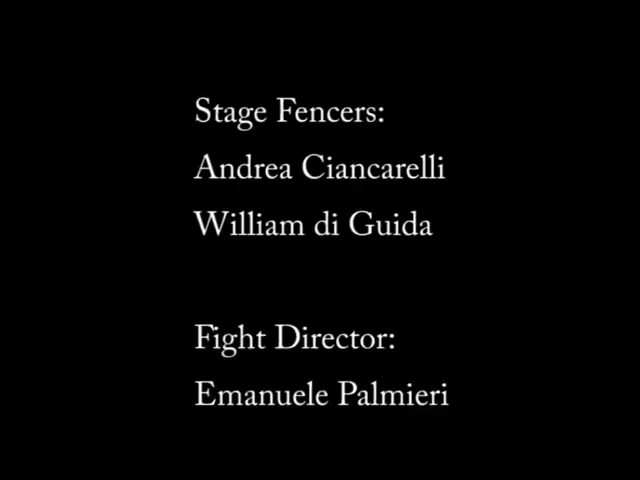 Stage Fencers:
Andrea Ciancarelli
William di Guida
Fight Director:
Emanuele Palmieri